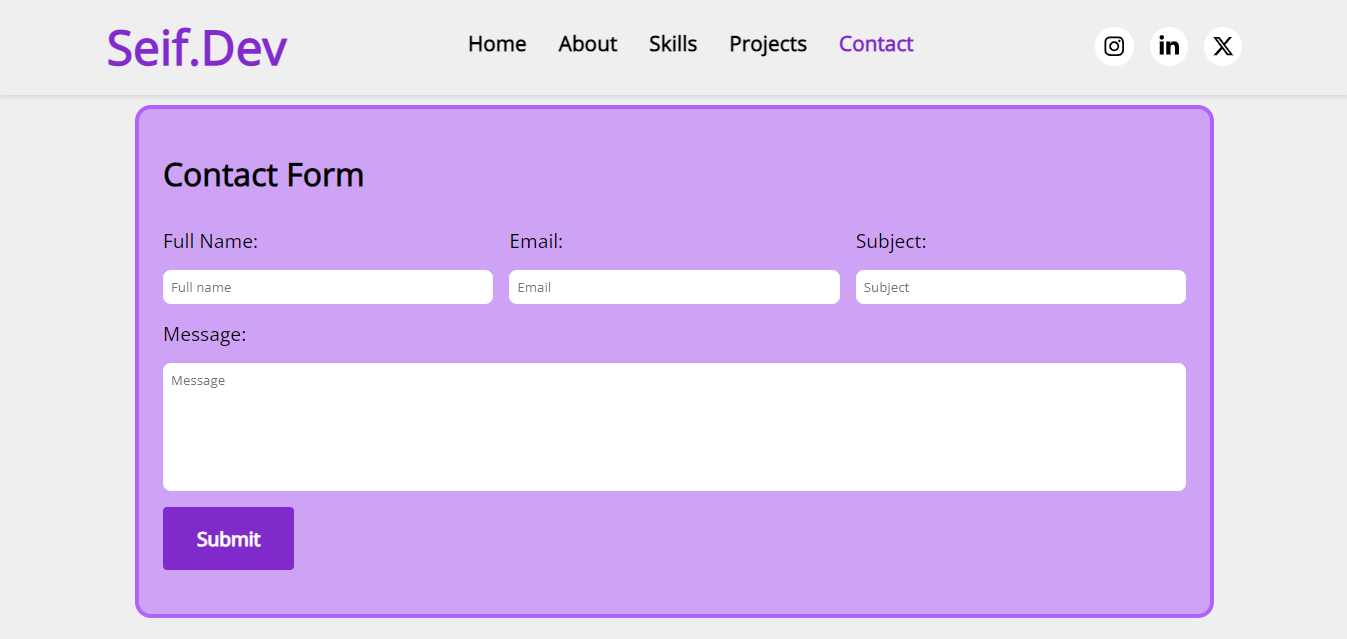 Seif.Dev
Home About Skills Projects Contact
Contact Form
Full Name: Email: Subject:
Full name Email Subject
Message:
Message
Submit